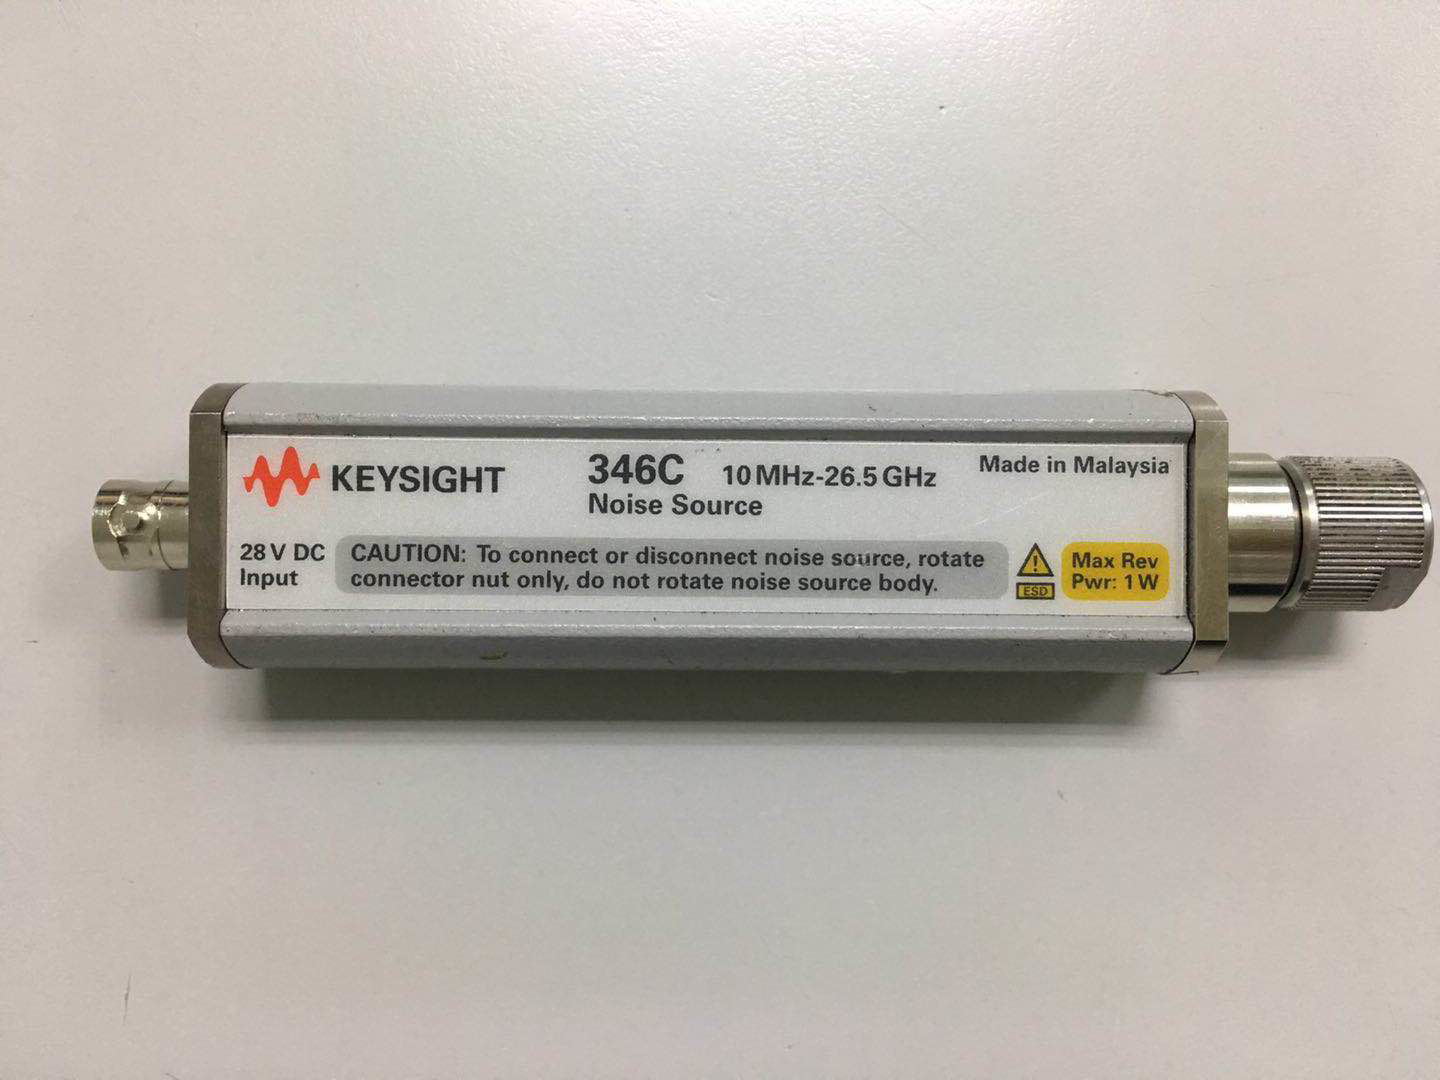 KEYSIGHT
346C 10 MHz-26.5 GHz
Noise Source
Made in Malaysia
28 V DC
Input
CAUTION: To connect or disconnect noise source, rotate
connector nut only, do not rotate noise source body.
ESD
Max Rev
Pwr: 1 W